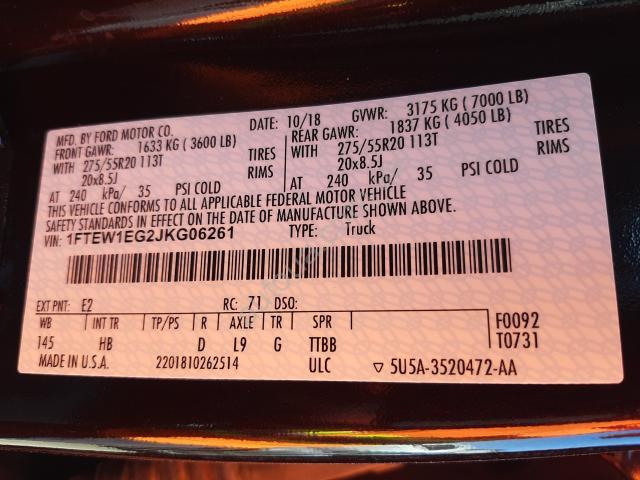 MFD. BY FORD MOTOR CO.
DATE: 10/18 GVWR: 3175 KG ( 7000 LB)
FRONT GAWR: 1633 KG ( 3600 LB)
REAR GAWR: 1837 KG ( 4050 LB)
WITH 275/55R20 113T TIRES
WITH 275/55R20 113T TIRES
20x8.5J RIMS
20x8.5J RIMS
AT 240 kPa/ 35 PSI COLD
AT 240 kPa/ 35 PSI COLD
THIS VEHICLE CONFORMS TO ALL APPLICABLE FEDERAL MOTOR VEHICLE
SAFETY STANDARDS IN EFFECT ON THE DATE OF MANUFACTURE SHOWN ABOVE.
VIN: 1FTEW1EG2JKG06261 TYPE: Truck
EXT PNT: E2 RC: 71 DSO:
WB INT TR TP/PS R AXLE TR SPR F0092
145 HB D L9 G TTBB T0731
MADE IN U.S.A. 2201810262514 ULC ▽ 5U5A-3520472-AA